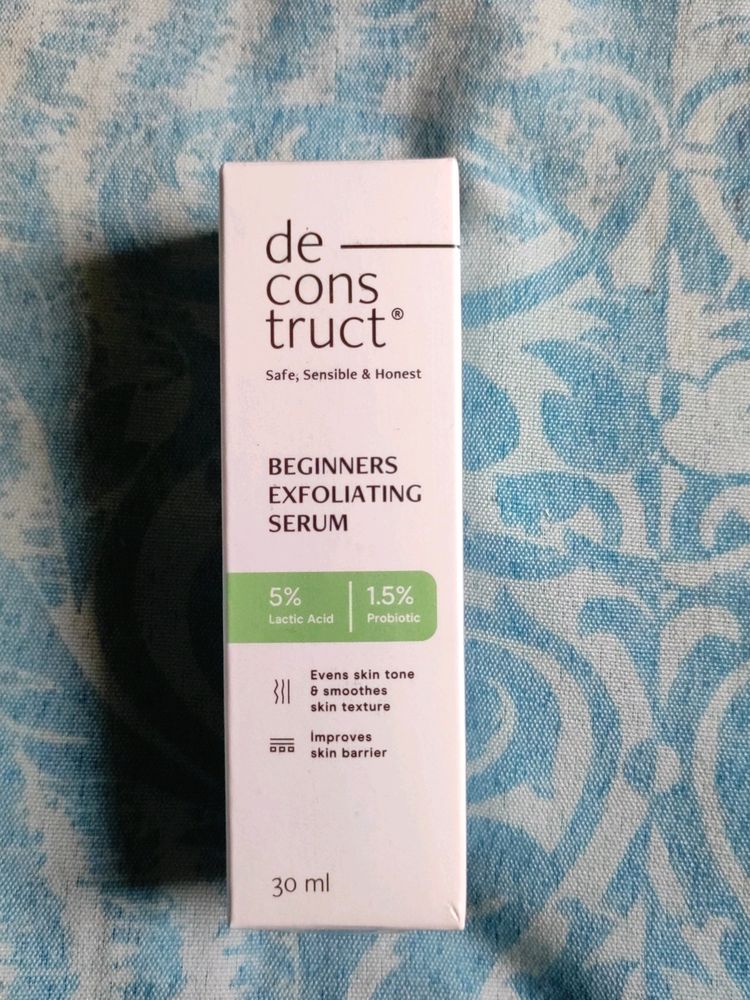 de
cons
truct®
Safe, Sensible & Honest
BEGINNERS
EXFOLIATING
SERUM
5%
Lactic Acid
1.5%
Probiotic
Evens skin tone
& smoothes
skin texture
Improves
skin barrier
30 ml